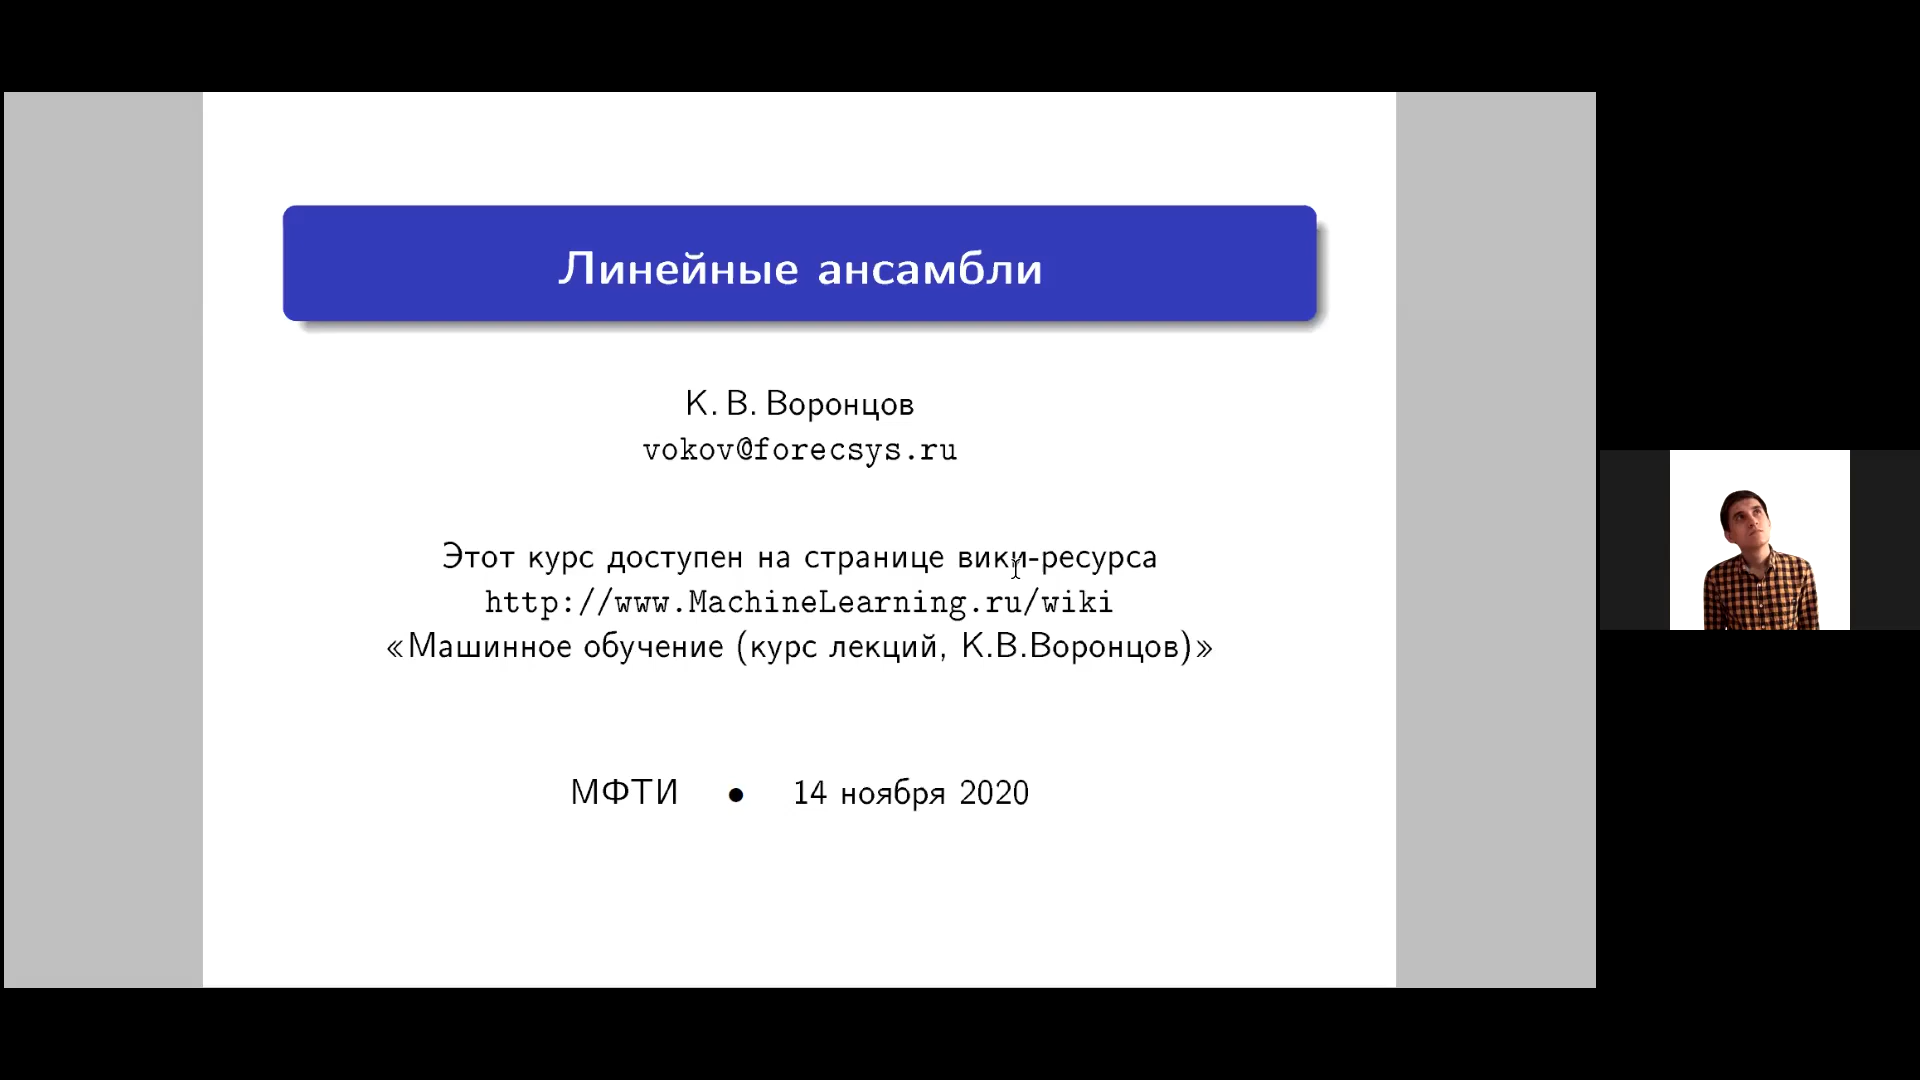 Линейные ансамбли
К. В. Воронцов
vokov@forecsys.ru
Этот курс доступен на странице вики-ресурса
http://www.MachineLearning.ru/wiki
«Машинное обучение (курс лекций, К.В.Воронцов)»
МФТИ • 14 ноября 2020